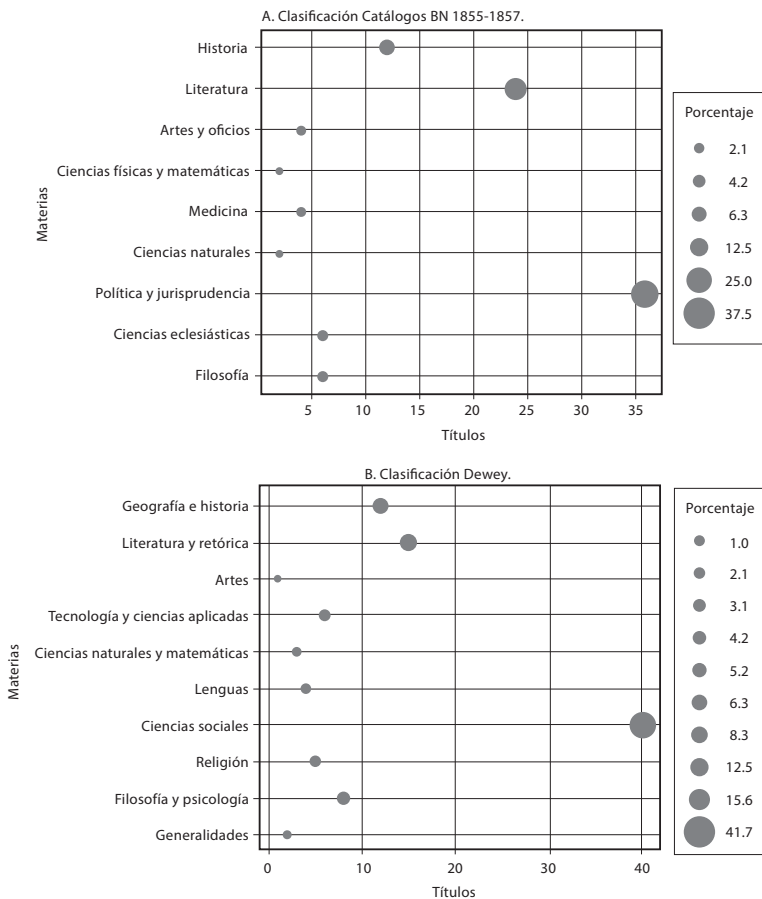 A. Clasificación Catálogos BN 1855-1857.
Materias
Historia
Literatura
Artes y oficios
Ciencias físicas y matemáticas
Medicina
Ciencias naturales
Política y jurisprudencia
Ciencias eclesiásticas
Filosofía
5 10 15 20 25 30 35
Títulos
Porcentaje
2.1
4.2
6.3
12.5
25.0
37.5
B. Clasificación Dewey.
Materias
Geografía e historia
Literatura y retórica
Artes
Tecnología y ciencias aplicadas
Ciencias naturales y matemáticas
Lenguas
Ciencias sociales
Religión
Filosofía y psicología
Generalidades
0 10 20 30 40
Títulos
Porcentaje
1.0
2.1
3.1
4.2
5.2
6.3
8.3
12.5
15.6
41.7